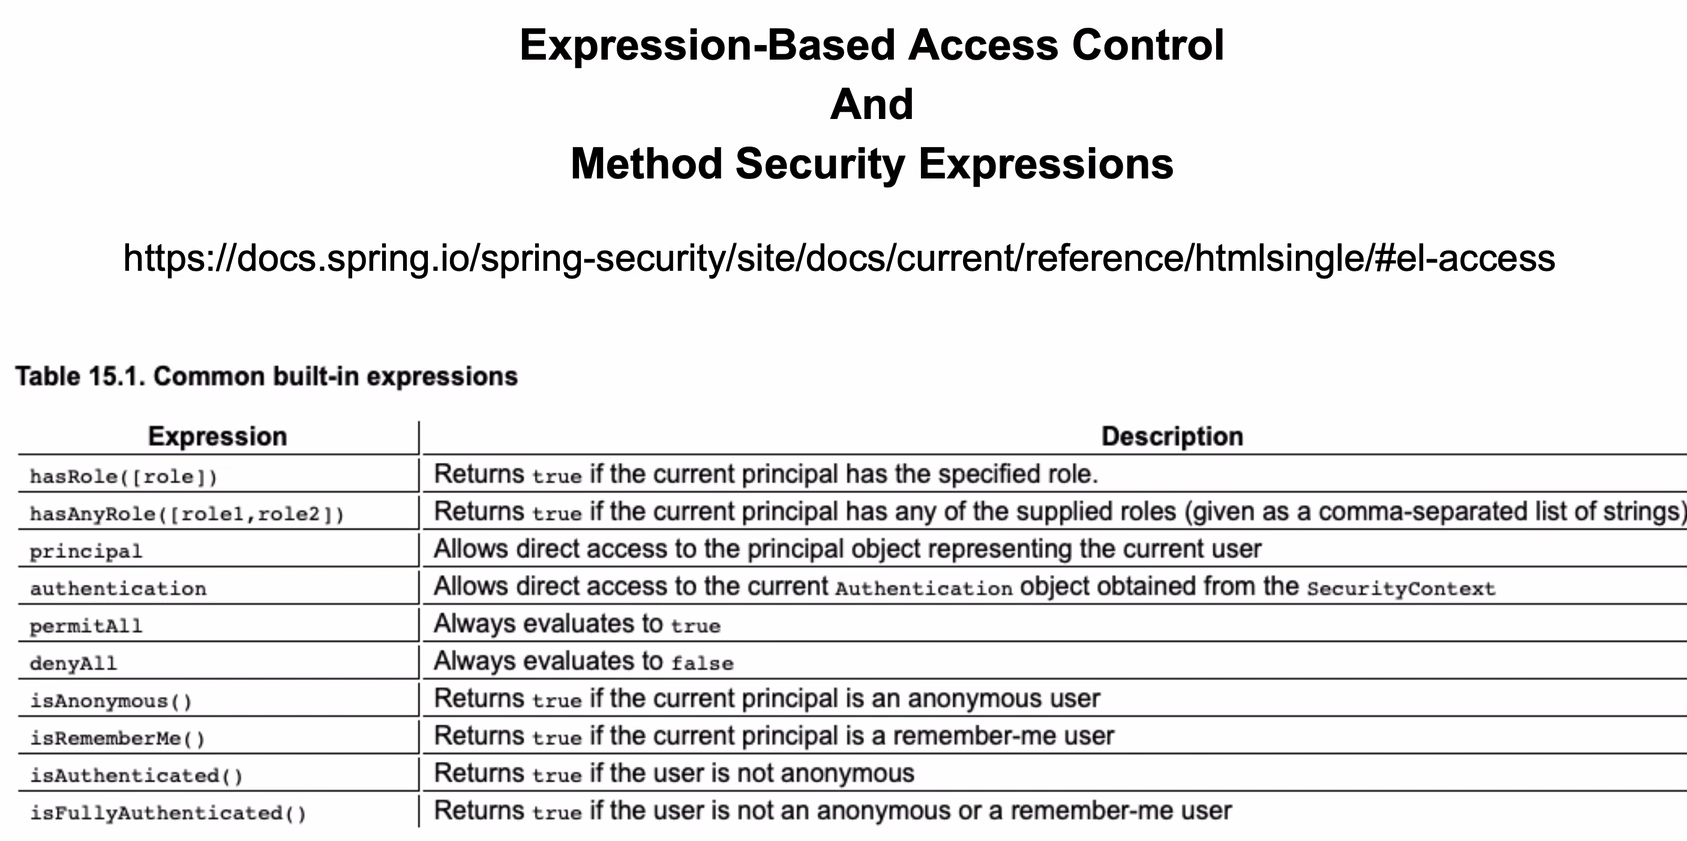 Expression-Based Access Control
And
Method Security Expressions
https://docs.spring.io/spring-security/site/docs/current/reference/htmlsingle/#el-access
Table 15.1. Common built-in expressions
Expression Description
hasRole([role]) Returns true if the current principal has the specified role.
hasAnyRole([role1,role2]) Returns true if the current principal has any of the supplied roles (given as a comma-separated list of strings)
principal Allows direct access to the principal object representing the current user
authentication Allows direct access to the current Authentication object obtained from the SecurityContext
permitAll Always evaluates to true
denyAll Always evaluates to false
isAnonymous() Returns true if the current principal is an anonymous user
isRememberMe() Returns true if the current principal is a remember-me user
isAuthenticated() Returns true if the user is not anonymous
isFullyAuthenticated() Returns true if the user is not an anonymous or a remember-me user